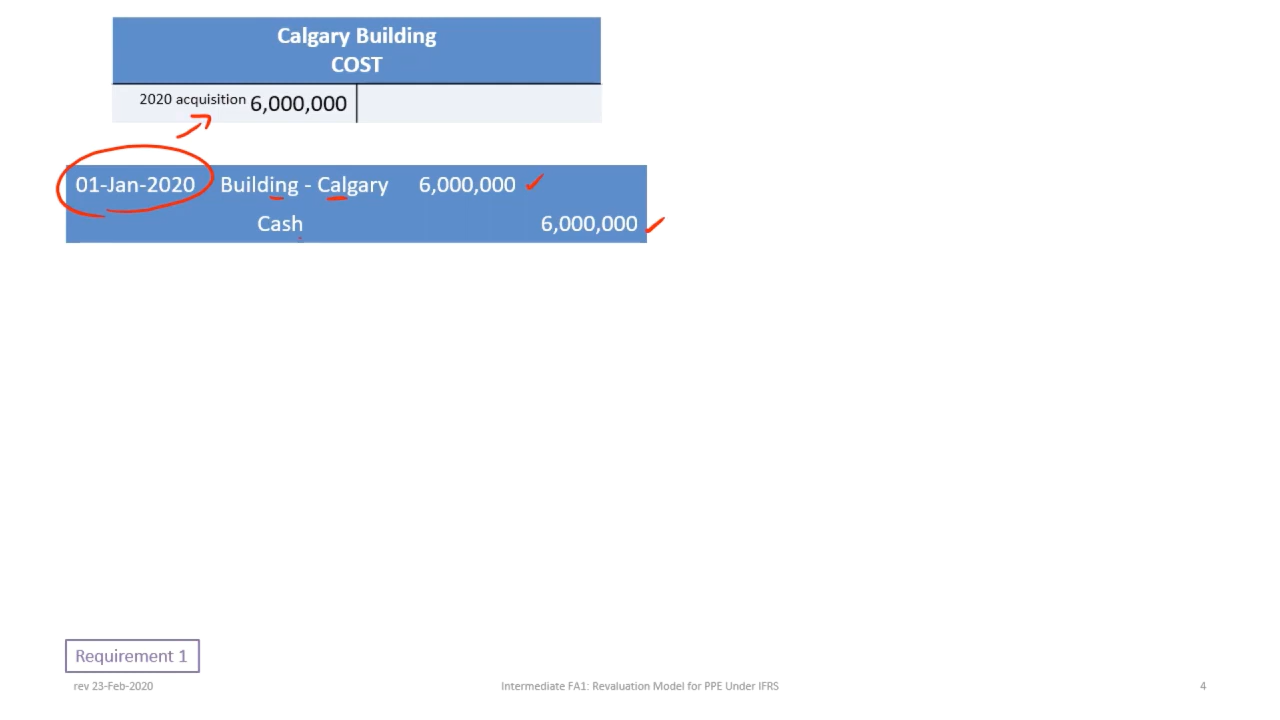 Calgary Building
COST
2020 acquisition 6,000,000
01-Jan-2020 Building - Calgary 6,000,000
Cash 6,000,000
Requirement 1
rev 23-Feb-2020 Intermediate FA1: Revaluation Model for PPE Under IFRS 4